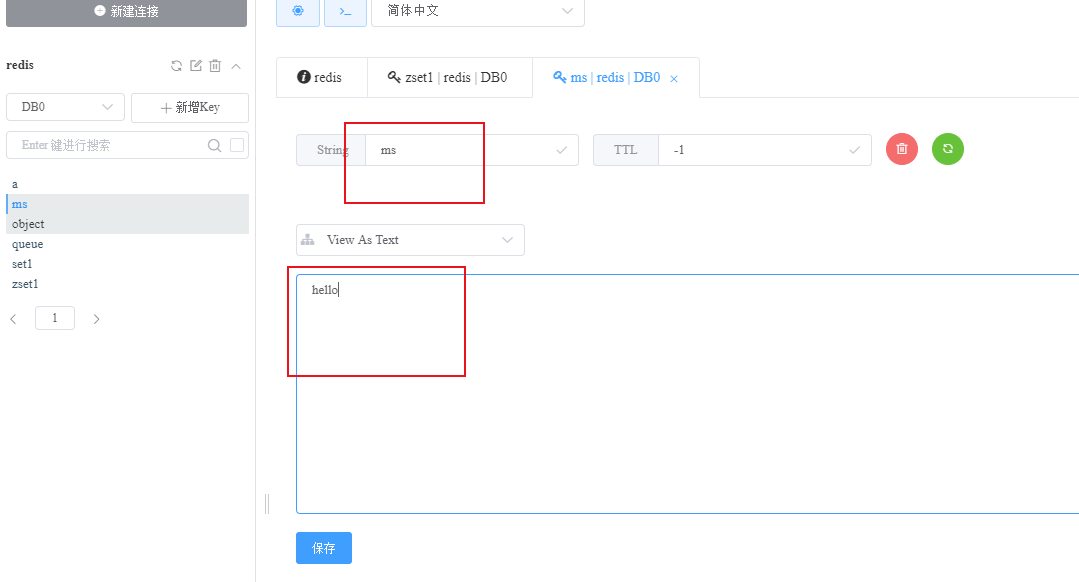 新建连接
简体中文
redis
DB0
新增Key
Enter 键进行搜索
a
ms
object
queue
set1
zset1
1
redis
zset1 | redis | DB0
ms | redis | DB0
String
ms
TTL
-1
View As Text
hello
保存